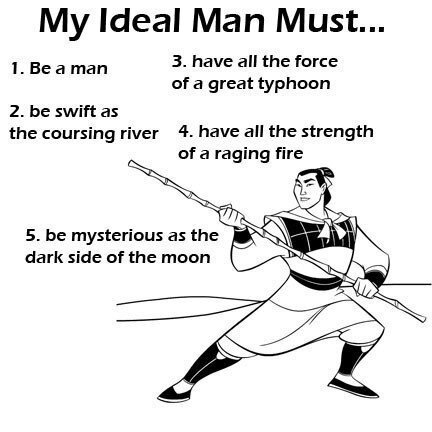 My Ideal Man Must...
1. Be a man
2. be swift as
the coursing river
3. have all the force
of a great typhoon
4. have all the strength
of a raging fire
5. be mysterious as the
dark side of the moon